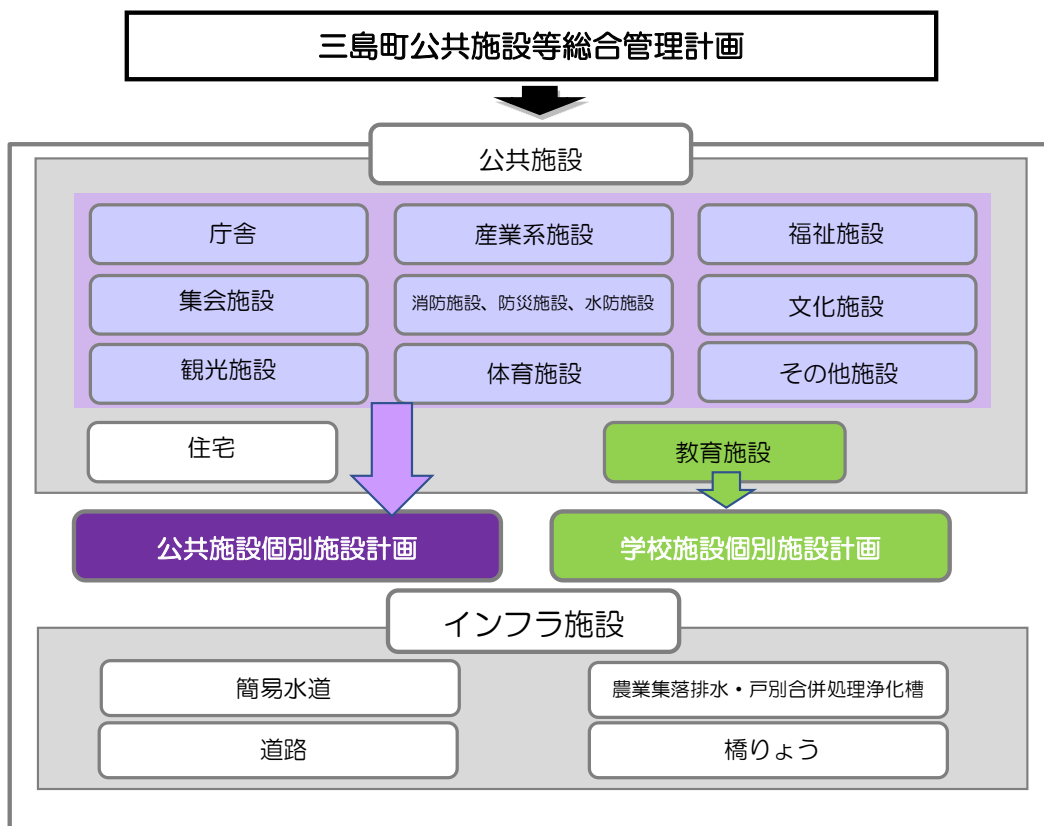 三島町公共施設等総合管理計画
公共施設
庁舎
産業系施設
福祉施設
集会施設
消防施設、防災施設、水防施設
文化施設
観光施設
体育施設
その他施設
住宅
教育施設
公共施設個別施設計画
学校施設個別施設計画
インフラ施設
簡易水道
農業集落排水・戸別合併処理浄化槽
道路
橋りょう